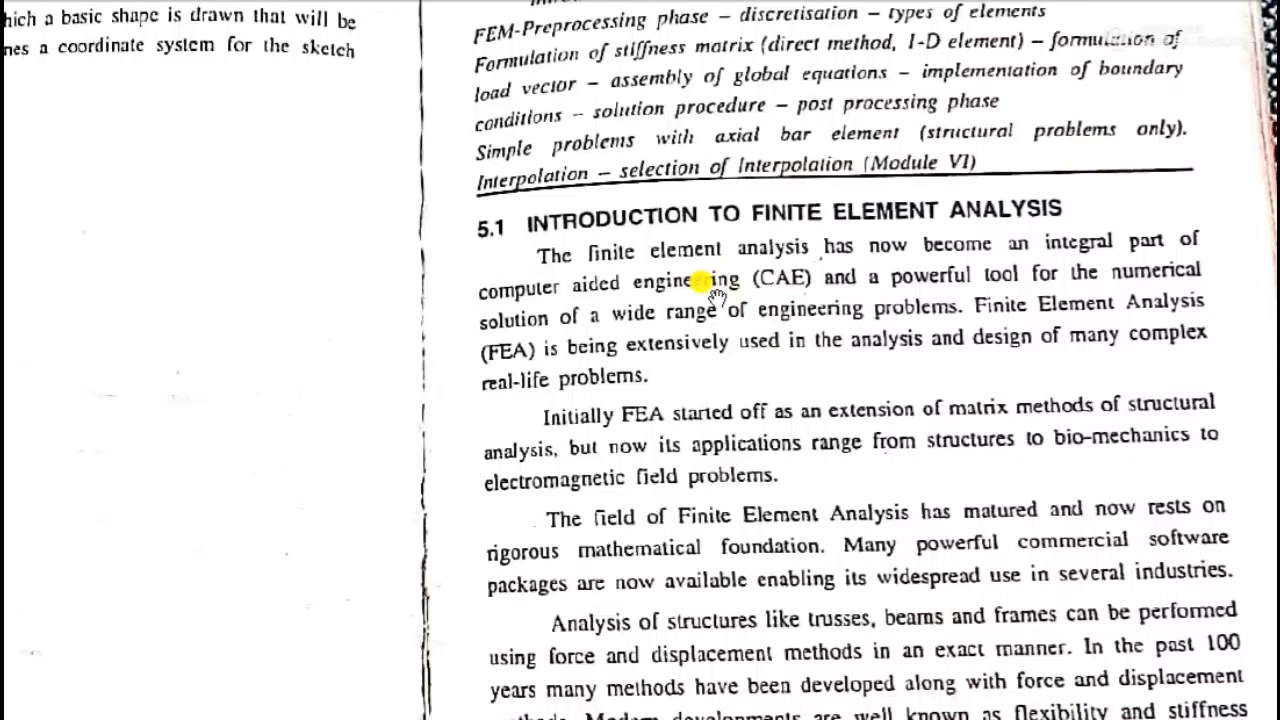 hich a basic shape is drawn that will be
nes a coordinate system for the sketch
FEM-Preprocessing phase – discretisation – types of elements
Formulation of stiffness matrix (direct method, 1-D element) – formulation of
load vector – assembly of global equations – implementation of boundary
conditions – solution procedure – post processing phase
Simple problems with axial bar element (structural problems only).
Interpolation – selection of Interpolation (Module VI)
5.1 INTRODUCTION TO FINITE ELEMENT ANALYSIS
The finite element analysis has now become an integral part of
computer aided engineering (CAE) and a powerful tool for the numerical
solution of a wide range of engineering problems. Finite Element Analysis
(FEA) is being extensively used in the analysis and design of many complex
real-life problems.
Initially FEA started off as an extension of matrix methods of structural
analysis, but now its applications range from structures to bio-mechanics to
electromagnetic field problems.
The field of Finite Element Analysis has matured and now rests on
rigorous mathematical foundation. Many powerful commercial software
packages are now available enabling its widespread use in several industries.
Analysis of structures like trusses, beams and frames can be performed
using force and displacement methods in an exact manner. In the past 100
years many methods have been developed along with force and displacement
are well known as flexibility and stiffness